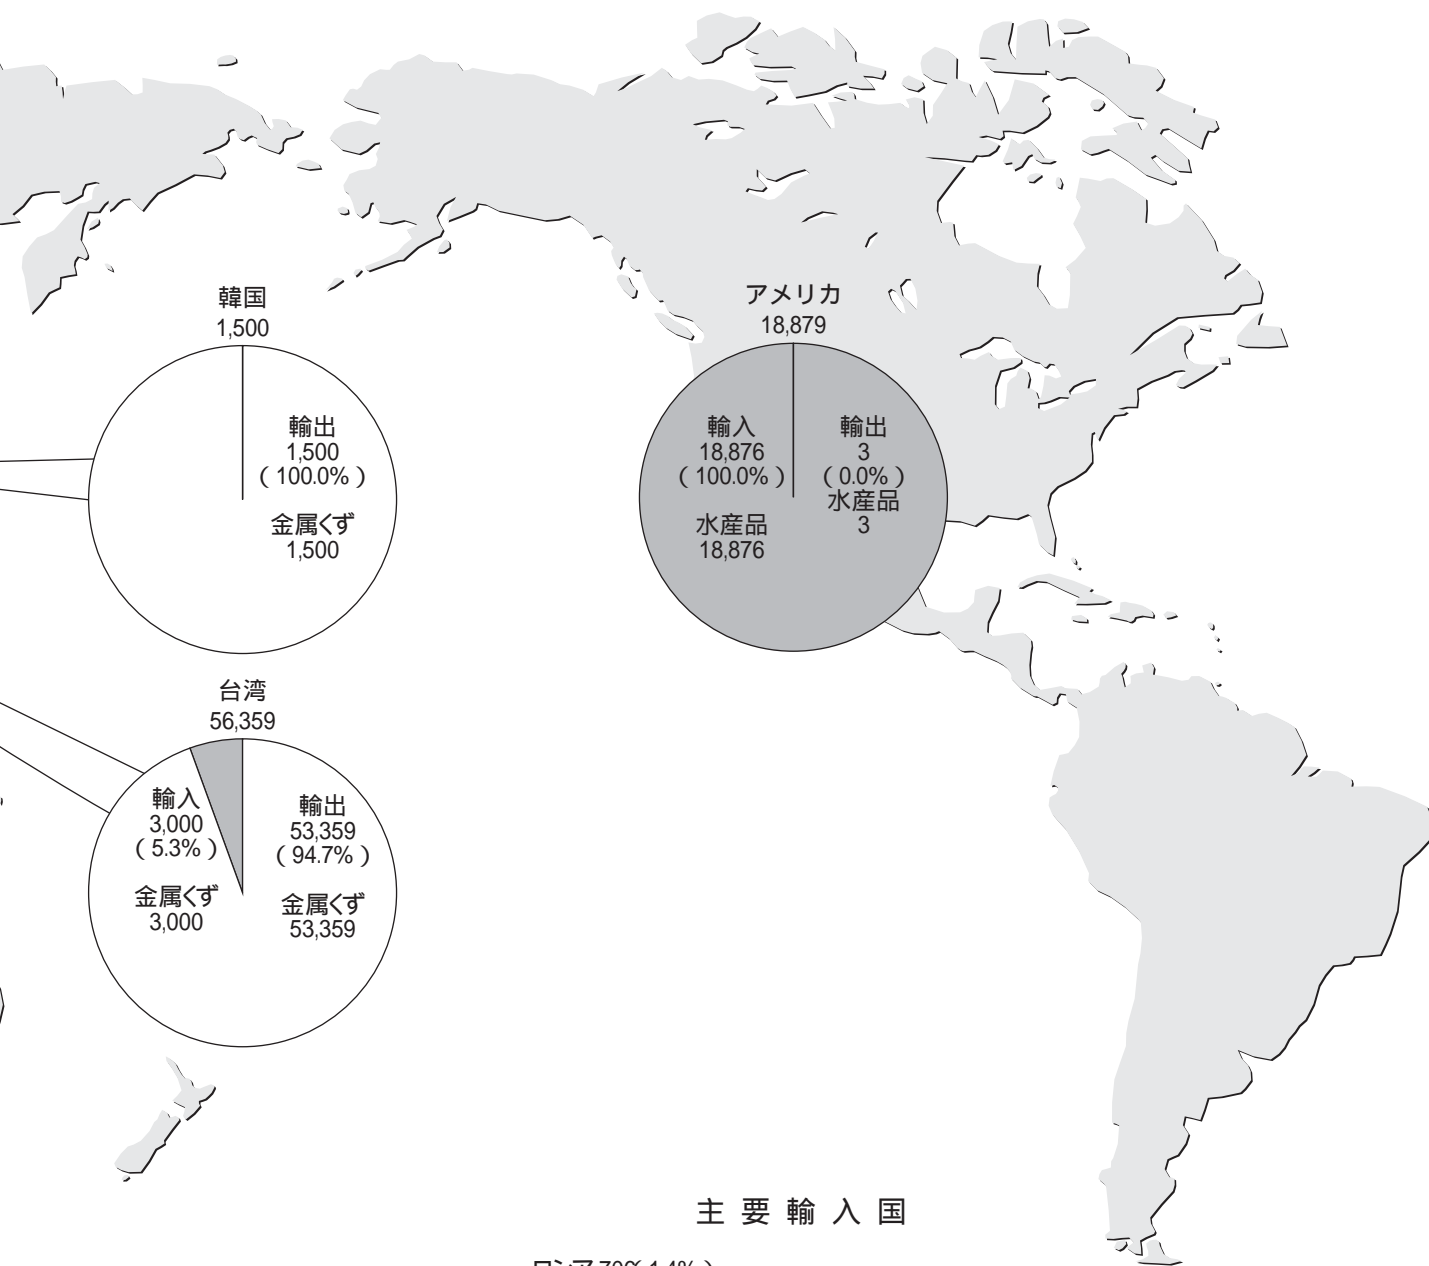 韓国
1,500
輸出
1,500
(100.0%)
金属くず
1,500
アメリカ
18,879
輸入
18,876
(100.0%)
水産品
18,876
輸出
3
(0.0%)
水産品
3
台湾
56,359
輸入
3,000
(5.3%)
金属くず
3,000
輸出
53,359
(94.7%)
金属くず
53,359
主要輸入国